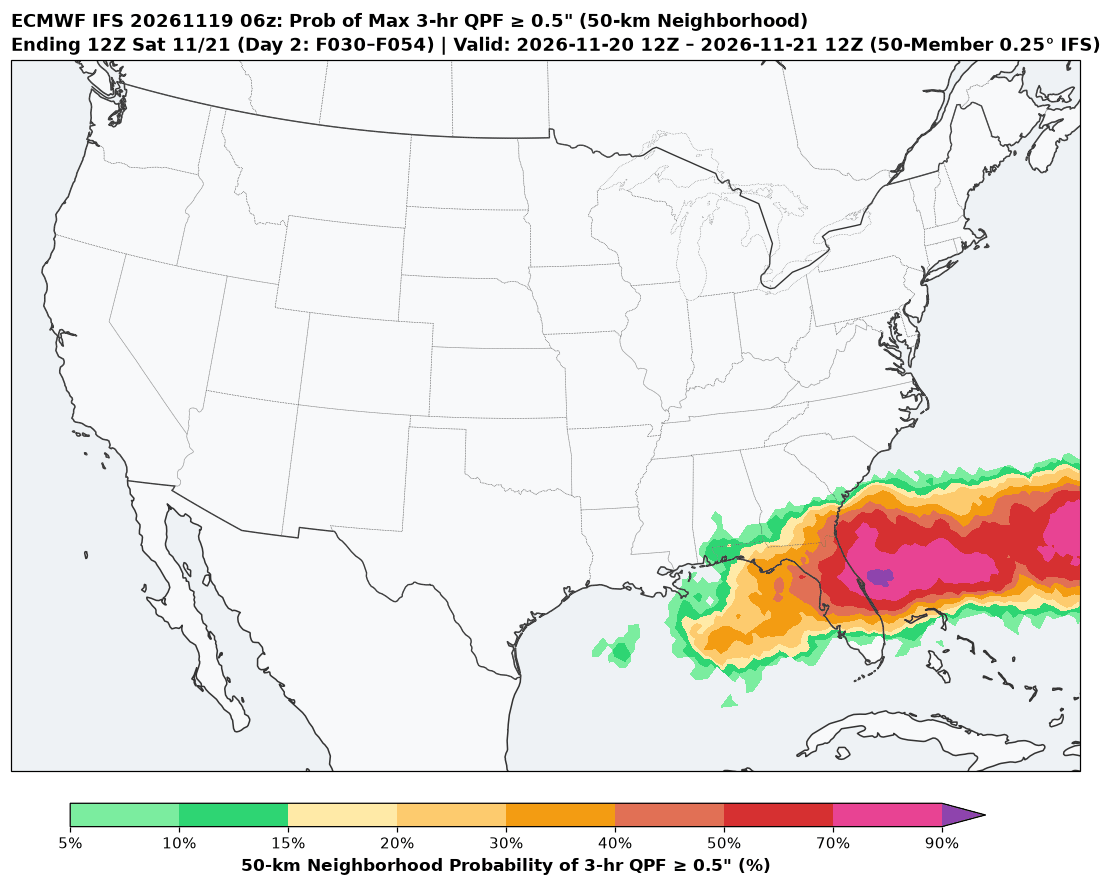 ECMWF IFS 20261119 06z: Prob of Max 3-hr QPF ≥ 0.5" (50-km Neighborhood)
Ending 12Z Sat 11/21 (Day 2: F030–F054) | Valid: 2026-11-20 12Z – 2026-11-21 12Z (50-Member 0.25° IFS)
5% 10% 15% 20% 30% 40% 50% 70% 90%
50-km Neighborhood Probability of 3-hr QPF ≥ 0.5" (%)